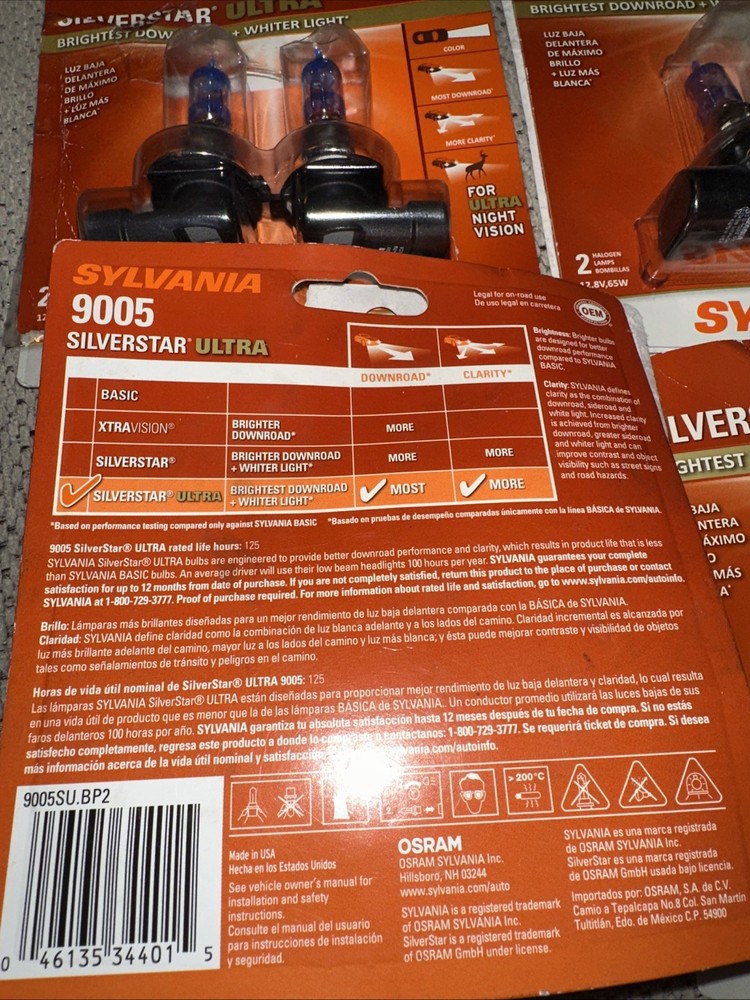 SILVERSTAR® ULTRA
BRIGHTEST DOWNROAD + WHITER LIGHT*
LUZ BAJA
DELANTERA
DE MÁXIMO
BRILLO
+ LUZ MÁS
BLANCA*
COLOR
MOST DOWNROAD*
MORE CLARITY*
FOR
ULTRA
NIGHT
VISION
2
12
BRIGHTEST DOWNROAD + W
LUZ BAJA
DELANTERA
DE MÁXIMO
BRILLO
+ LUZ MÁS
BLANCA*
2 HALOGEN
LAMPS
BOMBILLAS
12.8V,65W
SY
LVER
GHTEST
BAJA
NTERA
ÁXIMO
O
MÁS
A*
SYLVANIA
9005
SILVERSTAR® ULTRA
Legal for on-road use
De uso legal en carretera
OEM
DOWNROAD* CLARITY*
BASIC
XTRAVISION® BRIGHTER DOWNROAD* MORE
SILVERSTAR® BRIGHTER DOWNROAD + WHITER LIGHT* MORE MORE
SILVERSTAR® ULTRA BRIGHTEST DOWNROAD + WHITER LIGHT* MOST MORE
Brightness: Brighter bulbs
are designed for better
downroad performance
compared to SYLVANIA
BASIC.
Clarity: SYLVANIA defines
clarity as the combination of
downroad, sideroad and
white light. Increased clarity
is achieved from brighter
downroad, greater sideroad
and whiter light and can
improve contrast and object
visibility such as street signs
and road hazards.
*Based on performance testing compared only against SYLVANIA BASIC *Basado en pruebas de desempeño comparadas únicamente con la línea BÁSICA de SYLVANIA.
9005 SilverStar® ULTRA rated life hours: 125
SYLVANIA SilverStar® ULTRA bulbs are engineered to provide better downroad performance and clarity, which results in product life that is less
than SYLVANIA BASIC bulbs. An average driver will use their low beam headlights 100 hours per year. SYLVANIA guarantees your complete
satisfaction for up to 12 months from date of purchase. If you are not completely satisfied, return this product to the place of purchase or contact
SYLVANIA at 1-800-729-3777. Proof of purchase required. For more information about rated life and satisfaction, go to www.sylvania.com/autoinfo.
Brillo: Lámparas más brillantes diseñadas para un mejor rendimiento de luz baja delantera comparada con la BÁSICA de SYLVANIA.
Claridad: SYLVANIA define claridad como la combinación de luz blanca adelante y a los lados del camino. Claridad incremental es alcanzada por
luz más brillante adelante del camino, mayor luz a los lados del camino y luz más blanca; y ésta puede mejorar contraste y visibilidad de objetos
tales como señalamientos de tránsito y peligros en el camino.
Horas de vida útil nominal de SilverStar® ULTRA 9005: 125
Las lámparas SYLVANIA SilverStar® ULTRA están diseñadas para proporcionar mejor rendimiento de luz baja delantera y claridad, lo cual resulta
en una vida útil de producto que es menor que la de las lámparas BÁSICA de SYLVANIA. Un conductor promedio utilizará las luces bajas de sus
faros delanteros 100 horas por año. SYLVANIA garantiza tu absoluta satisfacción hasta 12 meses después de tu fecha de compra. Si no estás
satisfecho completamente, regresa este producto a donde lo compraste o contactanos: 1-800-729-3777. Se requerirá ticket de compra. Si desea
más información acerca de la vida útil nominal y satisfacción, sylvania.com/autoinfo.
> 200°C
9005SU.BP2
0 46135 34401 5
Made in USA
Hecha en los Estados Unidos
See vehicle owner's manual for
installation and safety
instructions.
Consulte el manual del usuario
para instrucciones de instalación
y seguridad.
OSRAM
OSRAM SYLVANIA Inc.
Hillsboro, NH 03244
www.sylvania.com/auto
SYLVANIA is a registered trademark
of OSRAM SYLVANIA Inc.
SilverStar is a registered trademark
of OSRAM GmbH under license.
SYLVANIA es una marca registrada
de OSRAM SYLVANIA Inc.
SilverStar es una marca registrada
de OSRAM GmbH usada bajo licencia.
Importados por: OSRAM, S.A. de C.V.
Camio a Tepalcapa No.8 Col. San Martin
Tultitlán, Edo. de México C.P. 54900